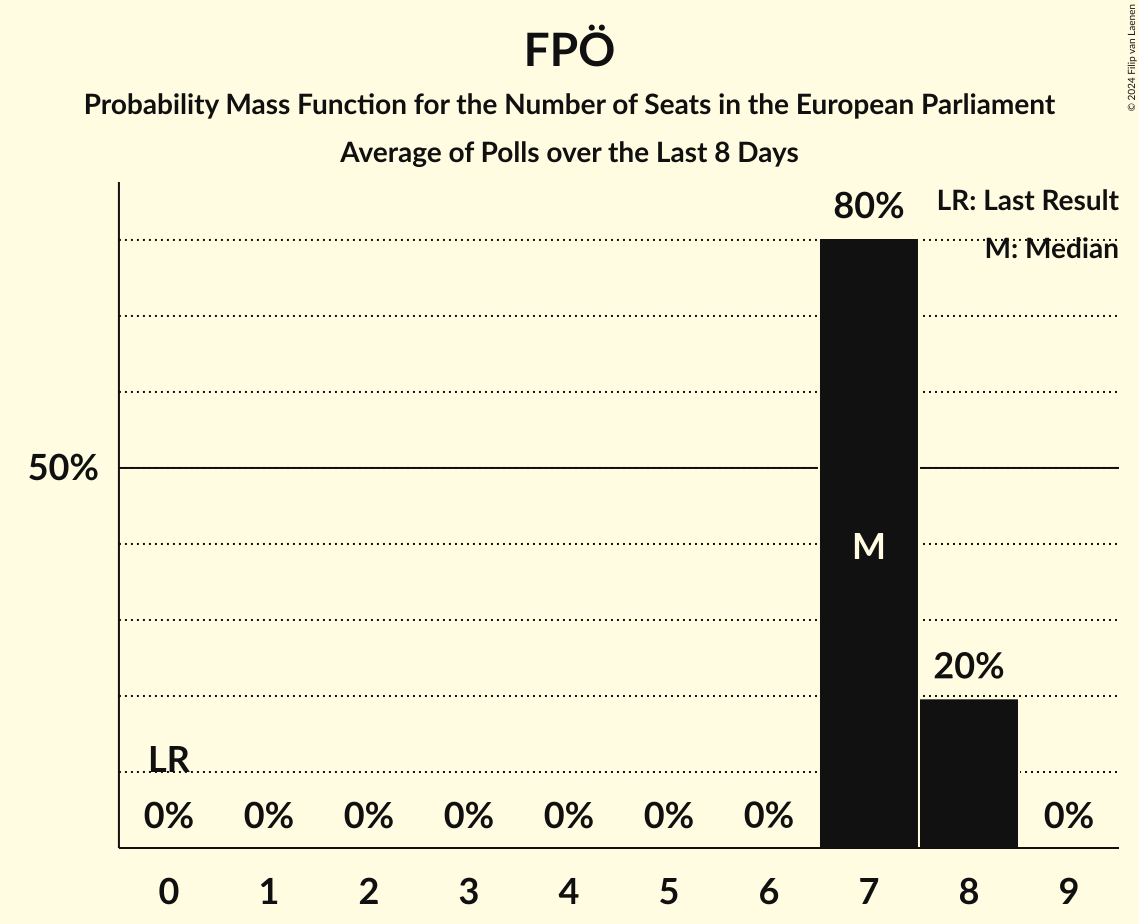 FPÖ
Probability Mass Function for the Number of Seats in the European Parliament
Average of Polls over the Last 8 Days
© 2024 Filip van Laenen
80%
LR: Last Result
M: Median
50%
M
20%
LR
0% 0% 0% 0% 0% 0% 0% 0%
0 1 2 3 4 5 6 7 8 9